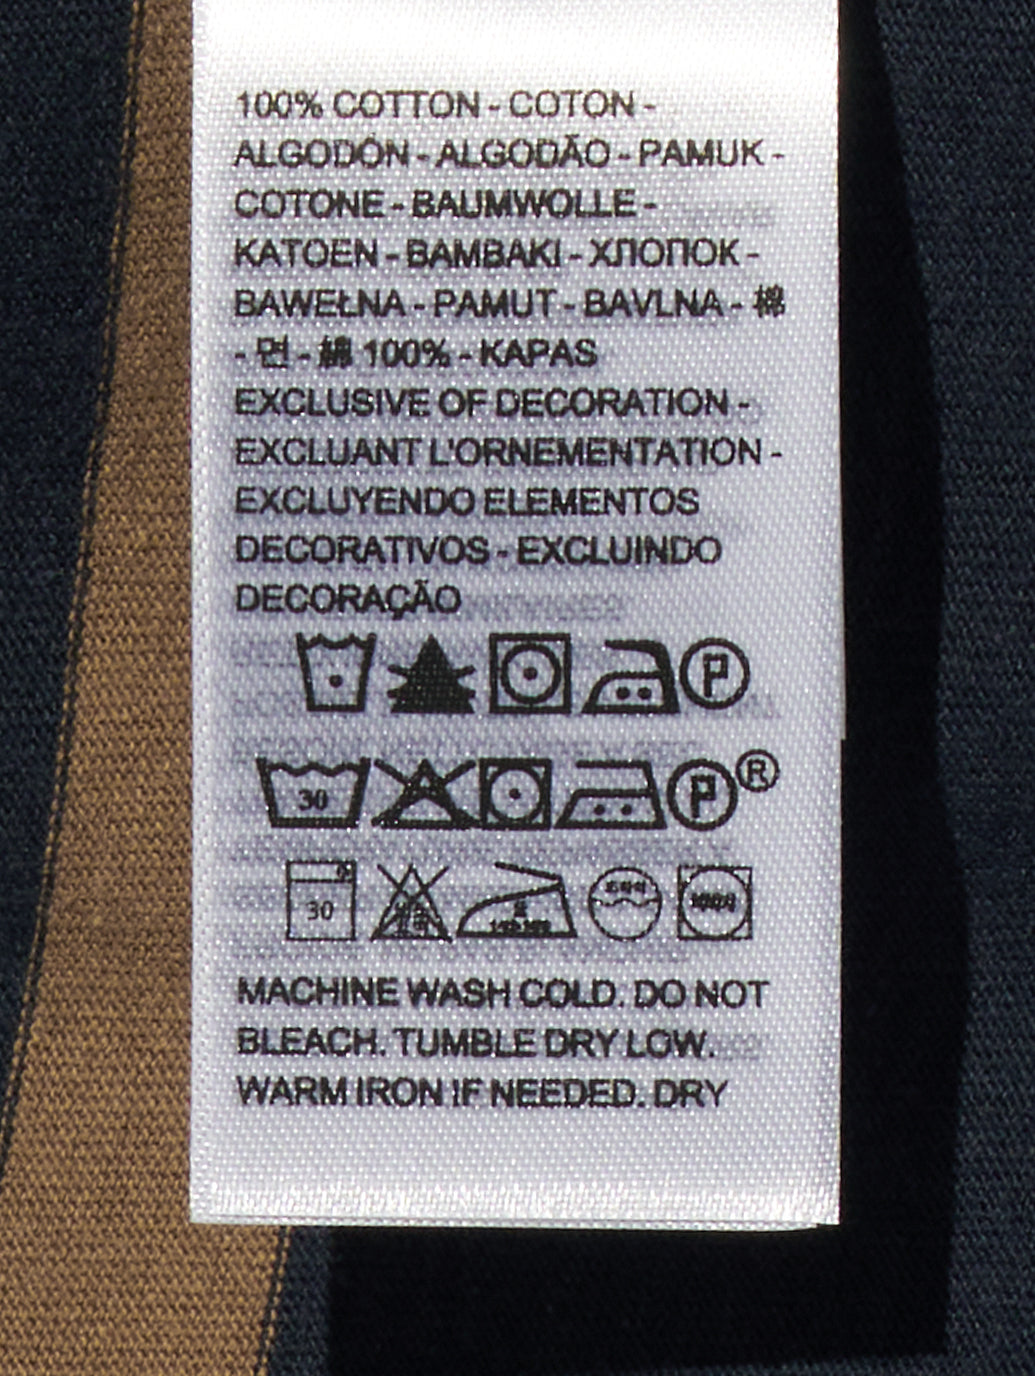 100% COTTON - COTON -
ALGODÓN - ALGODÃO - PAMUK -
COTONE - BAUMWOLLE -
KATOEN - BAMBAKI - ХЛОПОК -
BAWEŁNA - PAMUT - BAVLNA - 棉
- 면 - 綿 100% - KAPAS
EXCLUSIVE OF DECORATION -
EXCLUANT L'ORNEMENTATION -
EXCLUYENDO ELEMENTOS
DECORATIVOS - EXCLUINDO
DECORAÇÃO
P
30 P ®
30
MACHINE WASH COLD. DO NOT
BLEACH. TUMBLE DRY LOW.
WARM IRON IF NEEDED. DRY